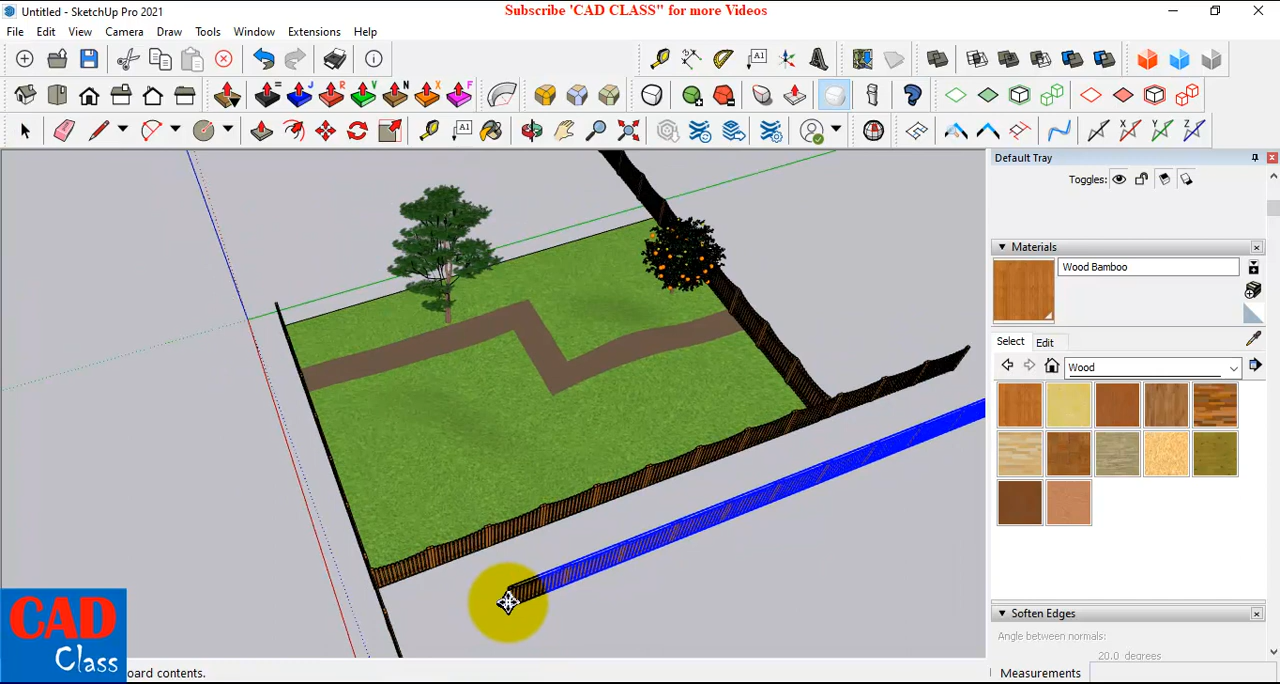 Untitled - SketchUp Pro 2021
Subscribe 'CAD CLASS" for more Videos
File Edit View Camera Draw Tools Window Extensions Help
Default Tray
Toggles:
Materials
Wood Bamboo
Select Edit
Wood
Soften Edges
Angle between normals:
20.0 degrees
CAD
Class
oard contents.
Measurements